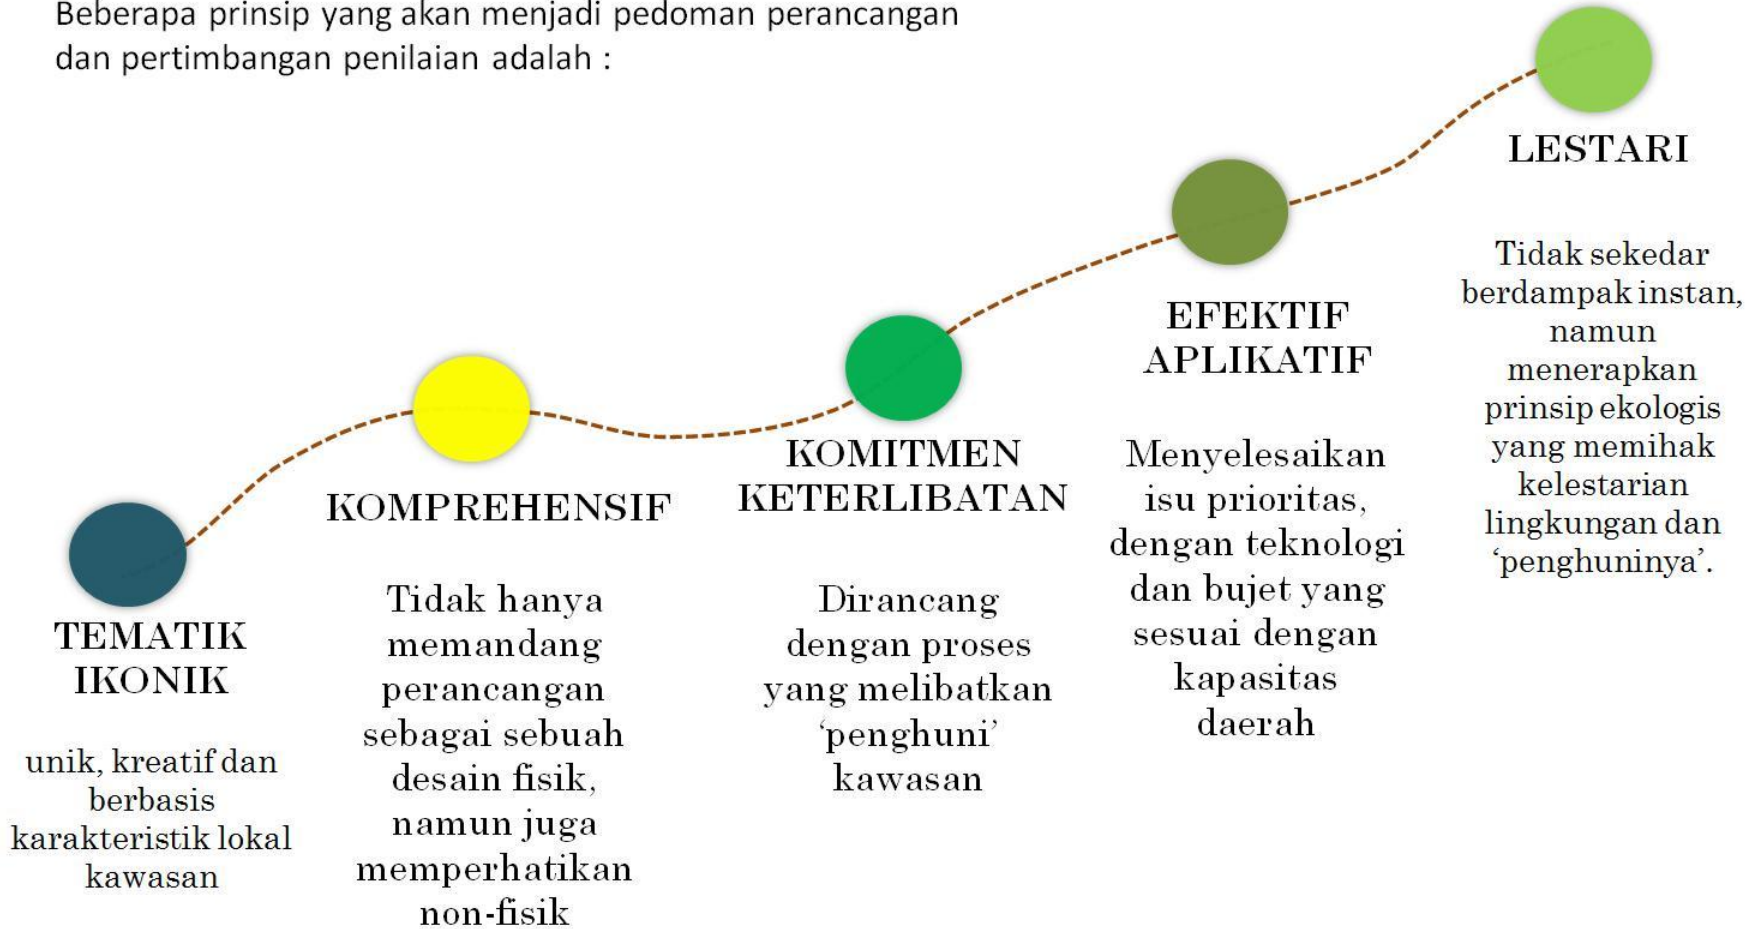 Beberapa prinsip yang akan menjadi pedoman perancangan
dan pertimbangan penilaian adalah :
TEMATIK
IKONIK
unik, kreatif dan
berbasis
karakteristik lokal
kawasan
KOMPREHENSIF
Tidak hanya
memandang
perancangan
sebagai sebuah
desain fisik,
namun juga
memperhatikan
non-fisik
KOMITMEN
KETERLIBATAN
Dirancang
dengan proses
yang melibatkan
‘penghuni’
kawasan
EFEKTIF
APLIKATIF
Menyelesaikan
isu prioritas,
dengan teknologi
dan bujet yang
sesuai dengan
kapasitas
daerah
LESTARI
Tidak sekedar
berdampak instan,
namun
menerapkan
prinsip ekologis
yang memihak
kelestarian
lingkungan dan
‘penghuninya’.